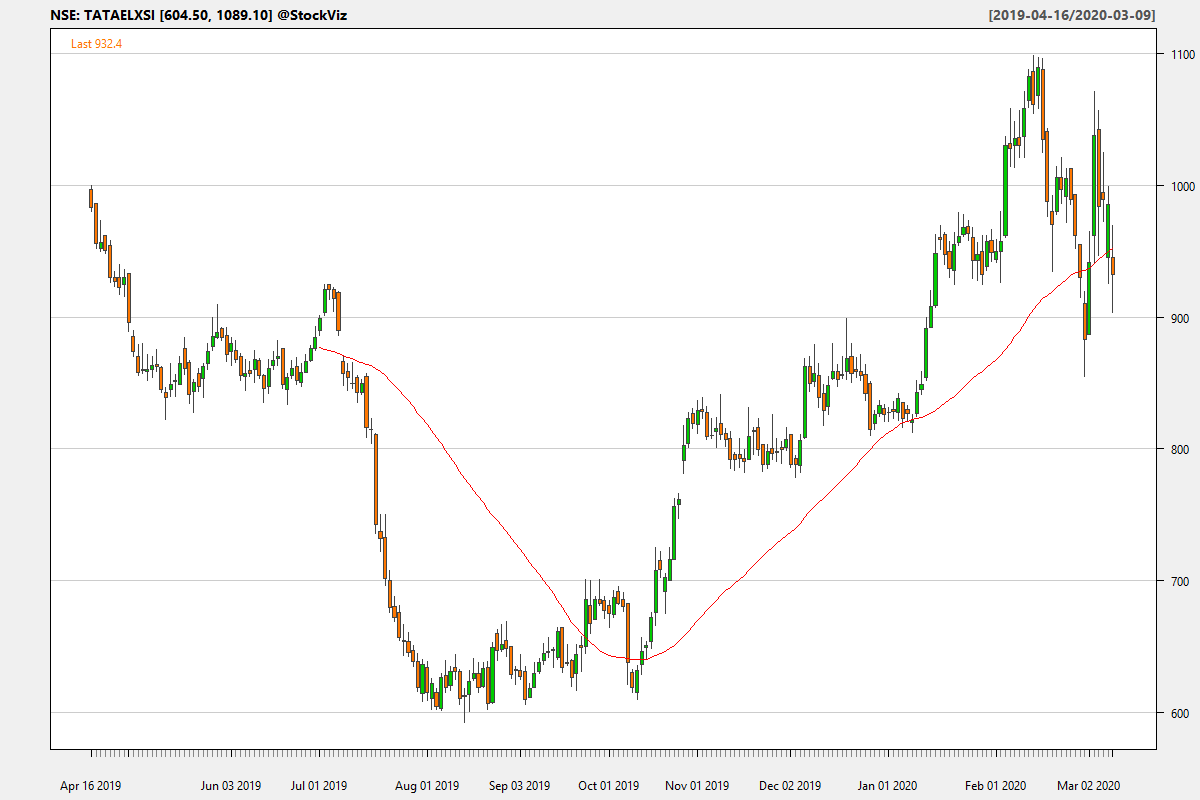 NSE: TATAELXSI [604.50, 1089.10] @StockViz
[2019-04-16/2020-03-09]
Last 932.4
1100
1000
900
800
700
600
Apr 16 2019 Jun 03 2019 Jul 01 2019 Aug 01 2019 Sep 03 2019 Oct 01 2019 Nov 01 2019 Dec 02 2019 Jan 01 2020 Feb 01 2020 Mar 02 2020